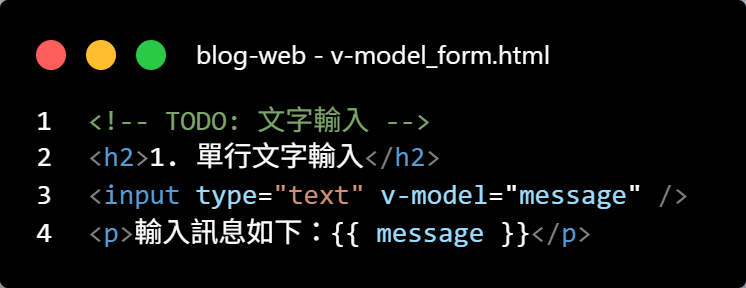 blog-web - v-model_form.html
1 <!-- TODO: 文字輸入 -->
2 <h2>1. 單行文字輸入</h2>
3 <input type="text" v-model="message" />
4 <p>輸入訊息如下：{{ message }}</p>